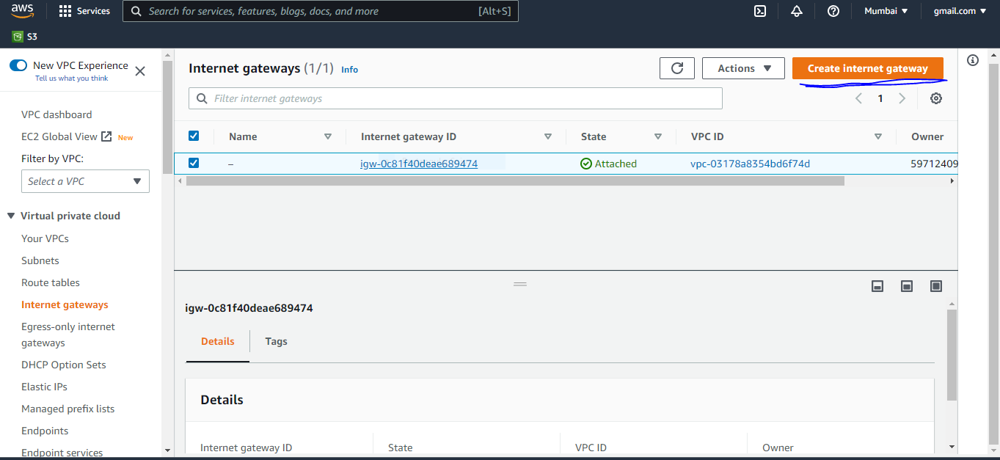 aws Services Search for services, features, blogs, docs, and more [Alt+S] Mumbai gmail.com
S3
New VPC Experience
Tell us what you think
VPC dashboard
EC2 Global View New
Filter by VPC:
Select a VPC
Virtual private cloud
Your VPCs
Subnets
Route tables
Internet gateways
Egress-only internet
gateways
DHCP Option Sets
Elastic IPs
Managed prefix lists
Endpoints
Endpoint services
Internet gateways (1/1) Info
Actions
Create internet gateway
Filter internet gateways
1
Name Internet gateway ID State VPC ID Owner
– igw-0c81f40deae689474 Attached vpc-03178a8354bd6f74d 59712409
igw-0c81f40deae689474
Details Tags
Details
Internet gateway ID State VPC ID Owner